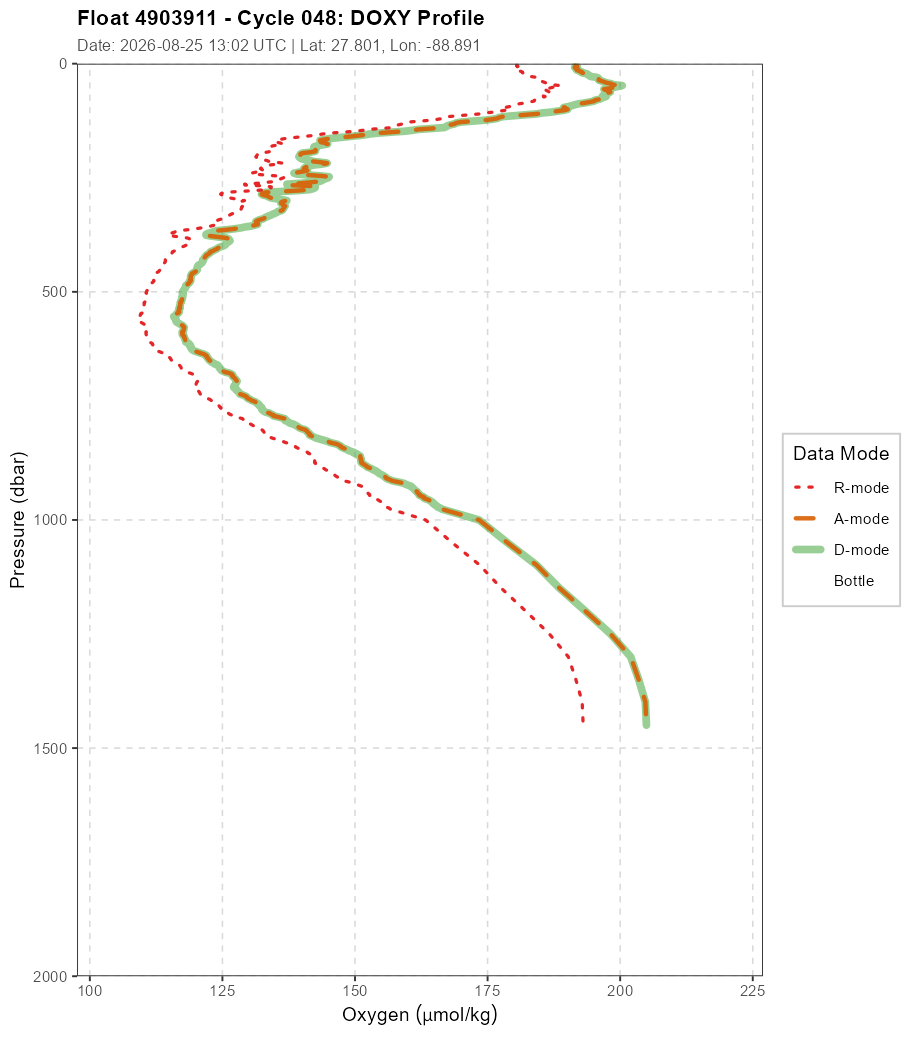 Float 4903911 - Cycle 048: DOXY Profile
Date: 2026-08-25 13:02 UTC | Lat: 27.801, Lon: -88.891
0
500
1000
1500
2000
Pressure (dbar)
100 125 150 175 200 225
Oxygen (μmol/kg)
Data Mode
R-mode
A-mode
D-mode
Bottle